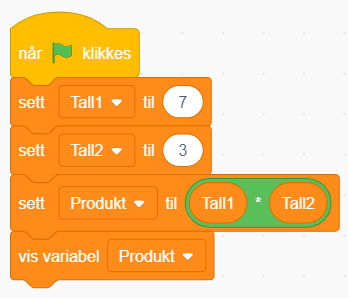 når klikkes
sett Tall1 til 7
sett Tall2 til 3
sett Produkt til Tall1 * Tall2
vis variabel Produkt